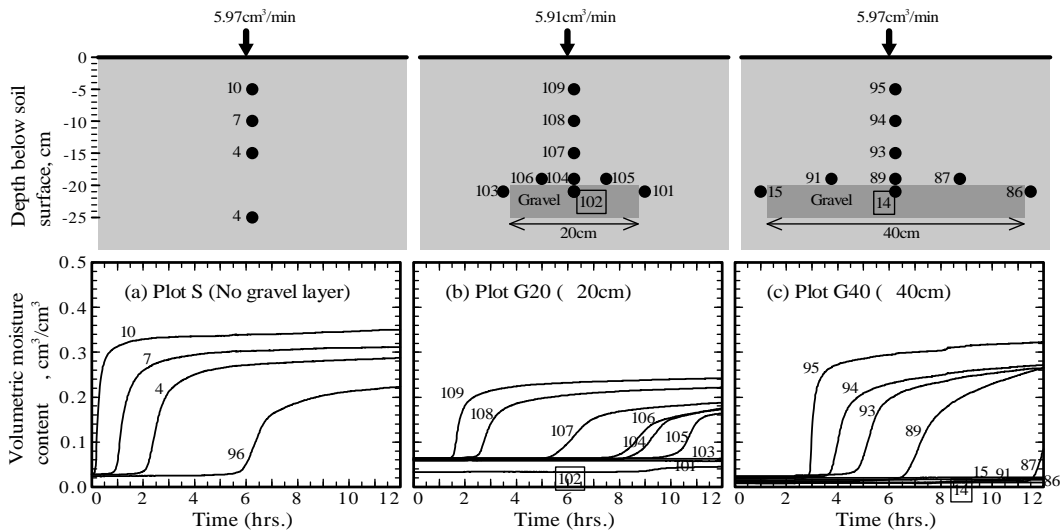 5.97cm³/min 5.91cm³/min 5.97cm³/min
Depth below soil surface, cm
0
-5
-10
-15
-20
-25
10
7
4
4
109
108
107
106 104 105
103 101
Gravel 102
20cm
95
94
93
91 89 87
15 86
Gravel 14
40cm
Volumetric moisture content , cm³/cm³
0.5
0.4
0.3
0.2
0.1
0.0
(a) Plot S (No gravel layer)
10
7
4
96
0 2 4 6 8 10 12
Time (hrs.)
(b) Plot G20 ( 20cm)
109
108
107
106
104
105
103
101
102
0 2 4 6 8 10 12
Time (hrs.)
(c) Plot G40 ( 40cm)
95
94
93
89
15 91
87
86
14
0 2 4 6 8 10 12
Time (hrs.)